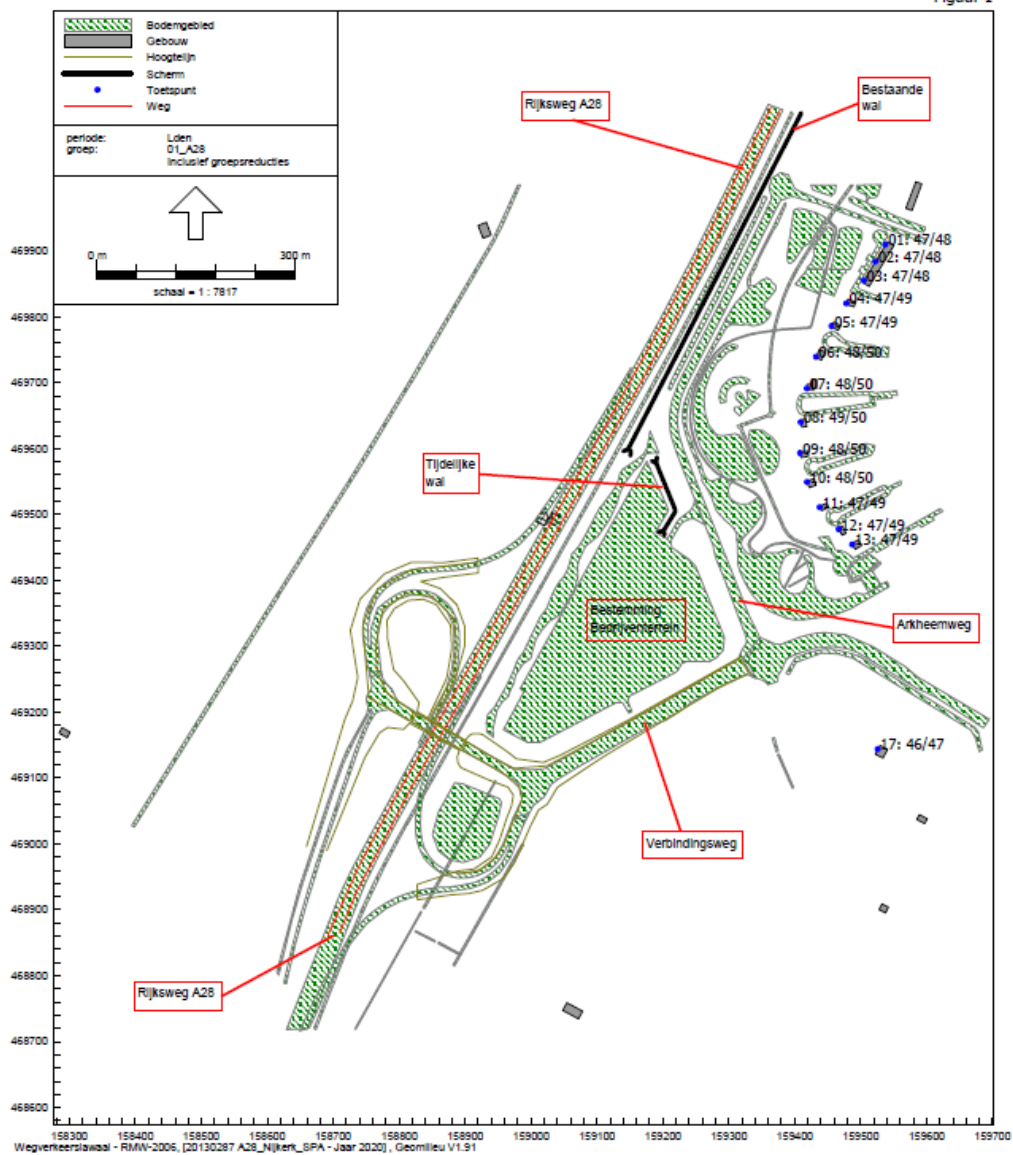 Bodemgebied
Gebouw
Hoogtelijn
Scherm
Toetspunt
Weg
periode: Lden
groep: 01_A28
Inclusief groepsreducties
0 m 300 m
schaal = 1 : 7817
Rijksweg A28
Bestaande
wal
01: 47/48
02: 47/48
03: 47/48
04: 47/49
05: 47/49
06: 48/50
07: 48/50
08: 49/50
09: 48/50
10: 48/50
11: 47/49
12: 47/49
13: 47/49
Tijdelijke
wal
Bestemming
Bedrijventerrein
Arkheemweg
17: 46/47
Verbindingsweg
Rijksweg A28
469900
469800
469700
469600
469500
469400
469300
469200
469100
469000
468900
468800
468700
468600
158300 158400 158500 158600 158700 158800 158900 159000 159100 159200 159300 159400 159500 159600 159700
Wegverkeerslawaai - RMW-2006, [20130287 A28_Nijkerk_SPA - Jaar 2020] , Geomilieu V1.91